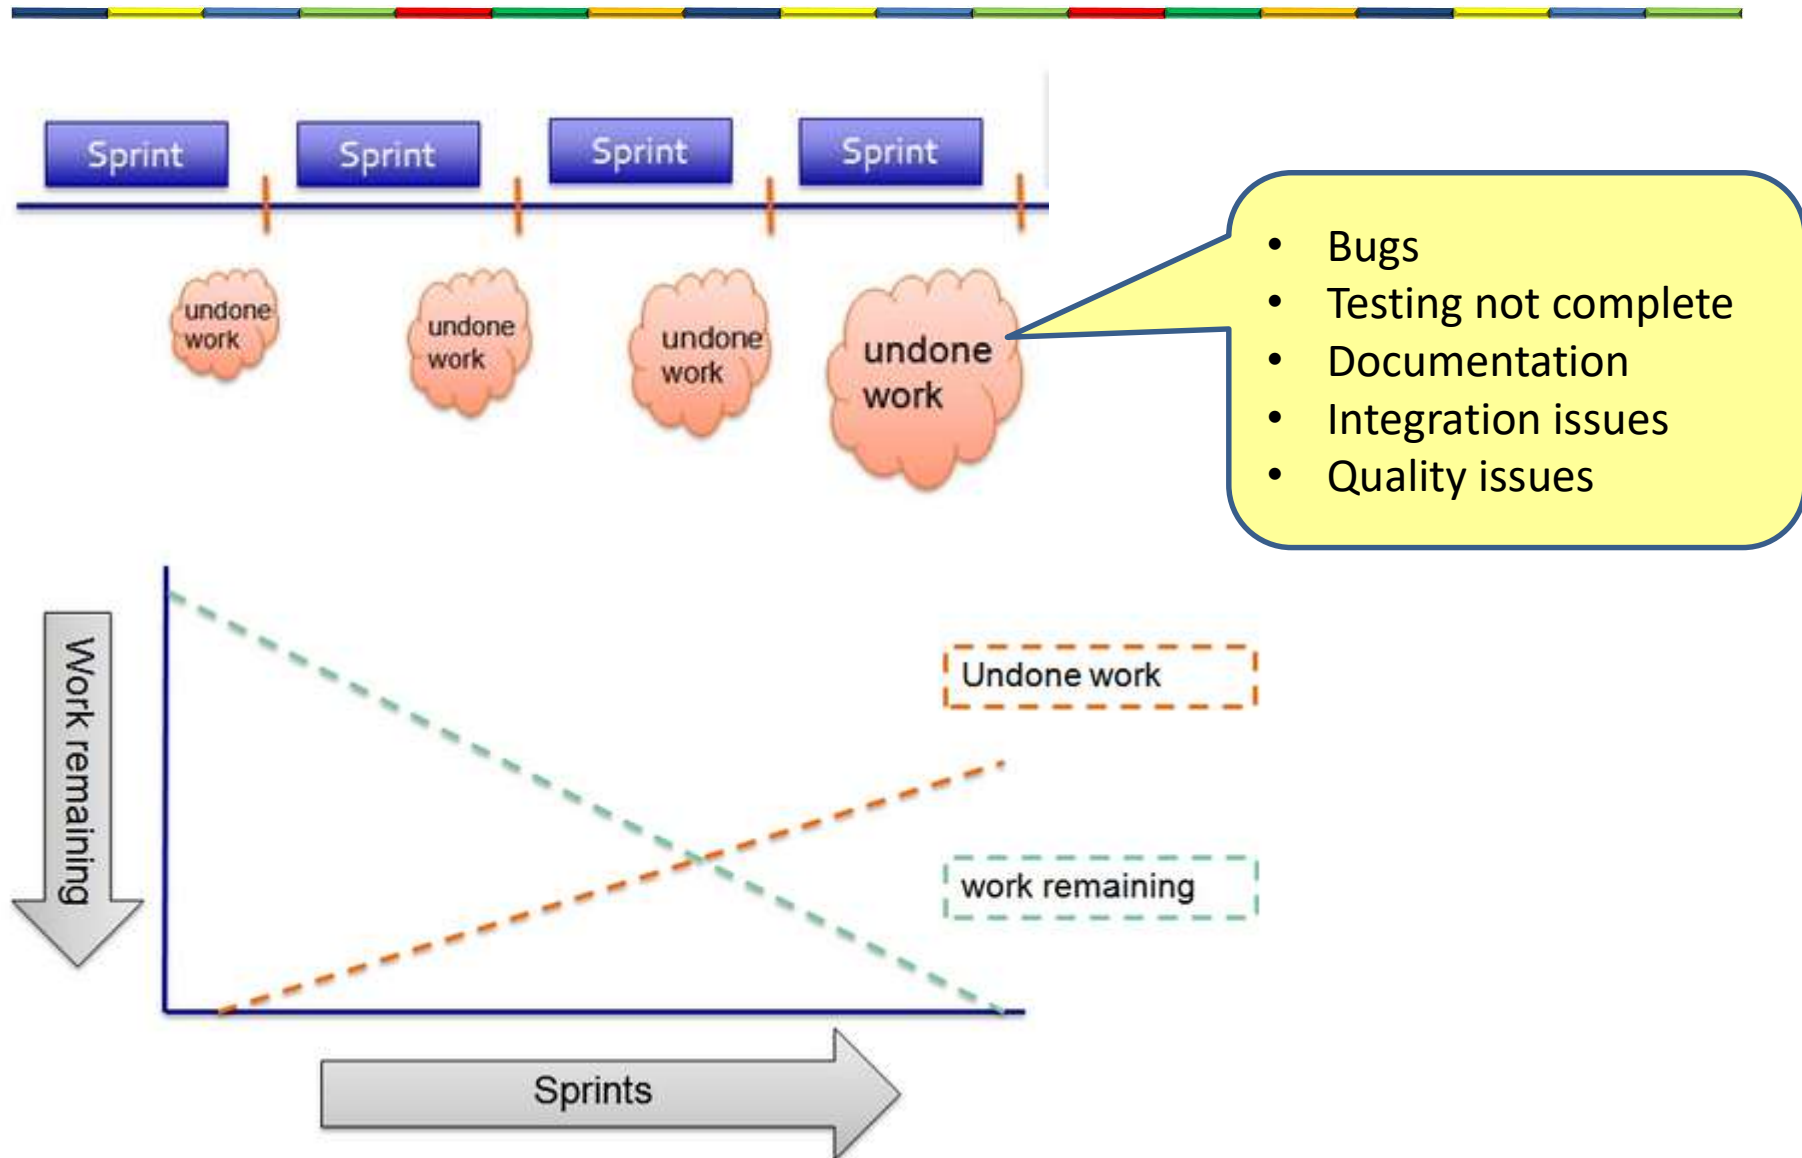 Sprint
Sprint
Sprint
Sprint
undone
work
undone
work
undone
work
undone
work
• Bugs
• Testing not complete
• Documentation
• Integration issues
• Quality issues
Work remaining
Undone work
work remaining
Sprints